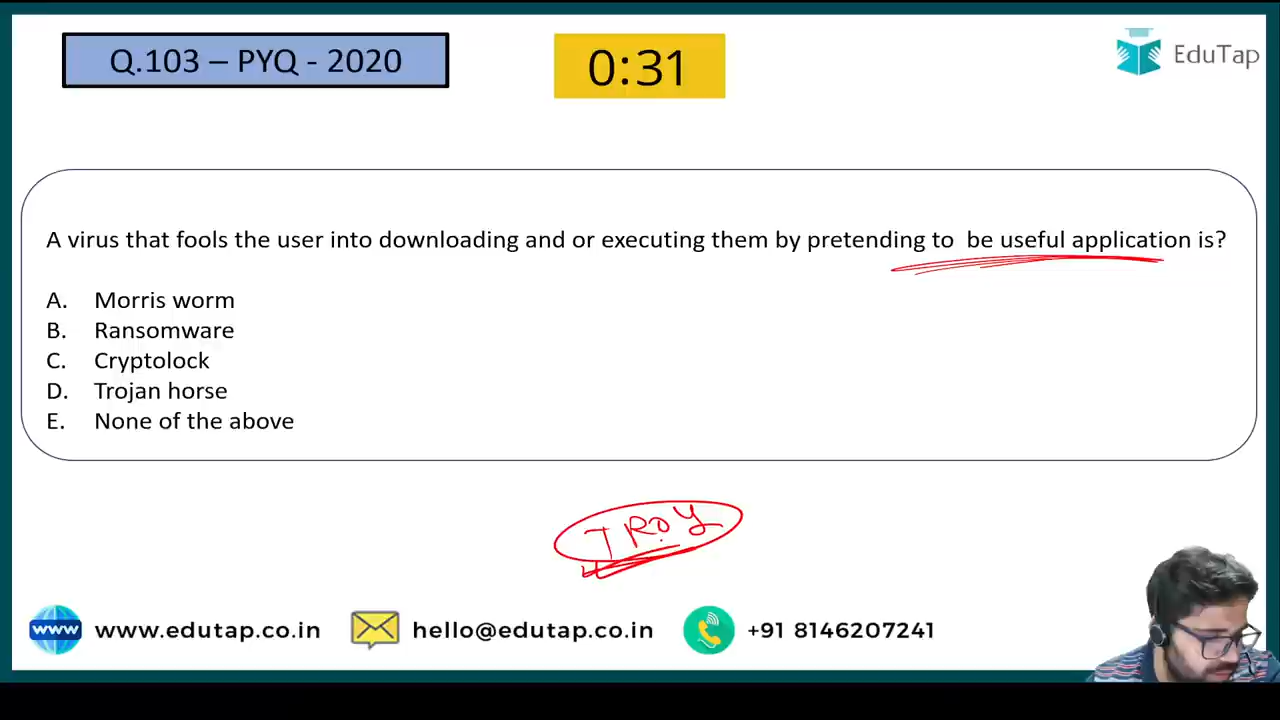 Q.103 – PYQ - 2020
0:31
EduTap
A virus that fools the user into downloading and or executing them by pretending to be useful application is?
A. Morris worm
B. Ransomware
C. Cryptolock
D. Trojan horse
E. None of the above
TROY
www
www.edutap.co.in
hello@edutap.co.in
+91 8146207241